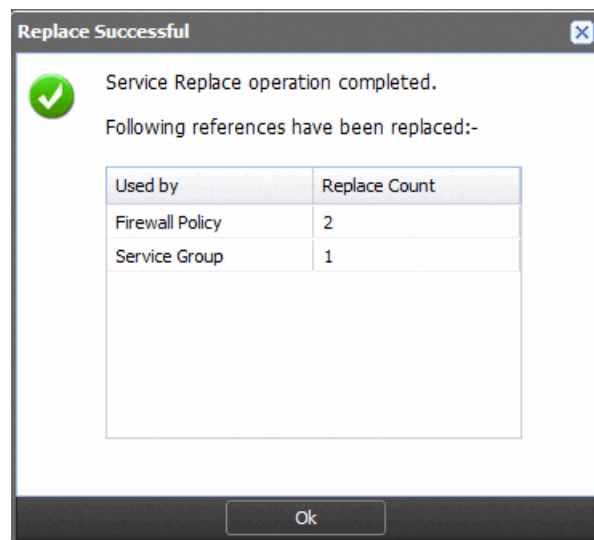 Replace Successful
Service Replace operation completed.
Following references have been replaced:-
Used by Replace Count
Firewall Policy 2
Service Group 1
Ok